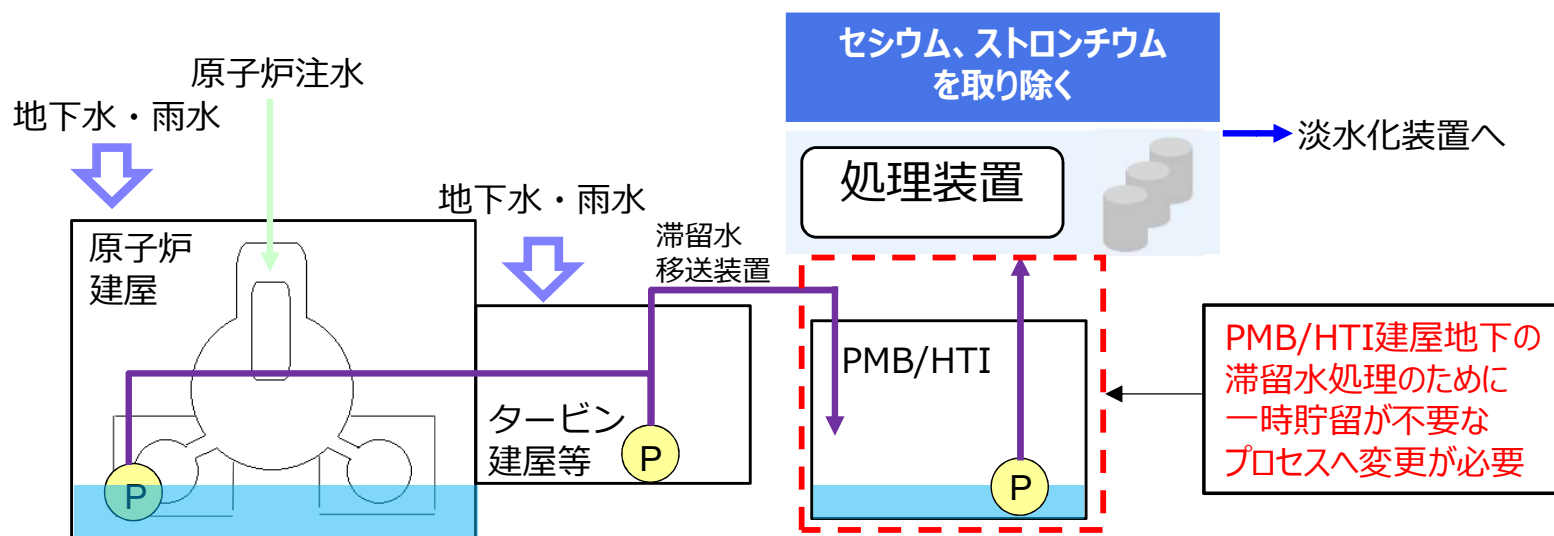 原子炉注水
地下水・雨水
地下水・雨水
原子炉
建屋
タービン
建屋等
P
P
滞留水
移送装置
セシウム、ストロンチウム
を取り除く
処理装置
淡水化装置へ
PMB/HTI
P
PMB/HTI建屋地下の
滞留水処理のために
一時貯留が不要な
プロセスへ変更が必要